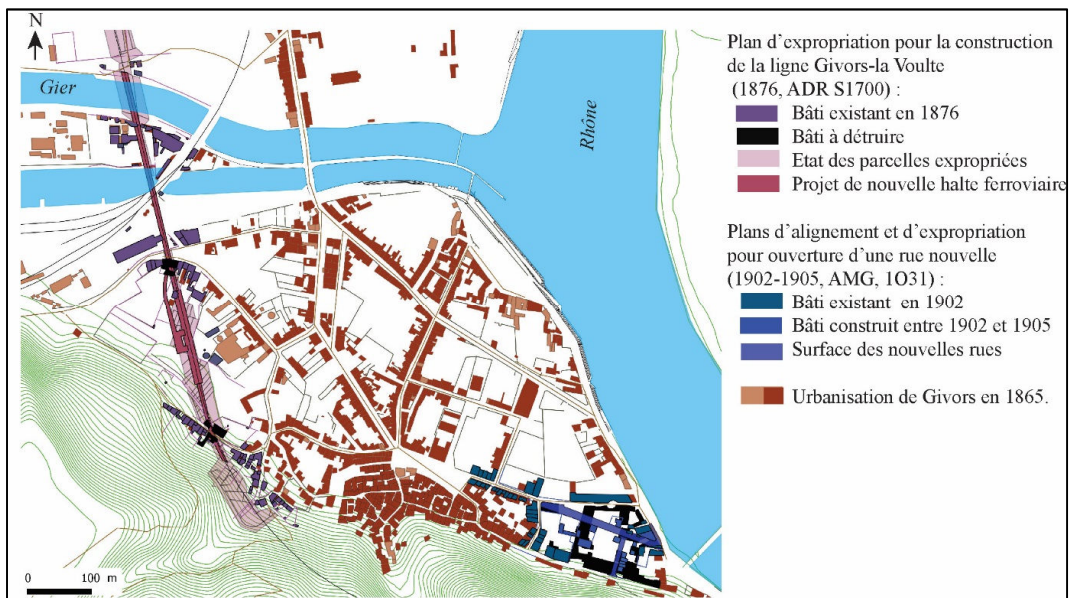 N
Gier
Rhône
0 100 m
Plan d'expropriation pour la construction
de la ligne Givors-la Voulte
(1876, ADR S1700) :
Bâti existant en 1876
Bâti à détruire
Etat des parcelles expropriées
Projet de nouvelle halte ferroviaire
Plans d'alignement et d'expropriation
pour ouverture d'une rue nouvelle
(1902-1905, AMG, 1O31) :
Bâti existant en 1902
Bâti construit entre 1902 et 1905
Surface des nouvelles rues
Urbanisation de Givors en 1865.